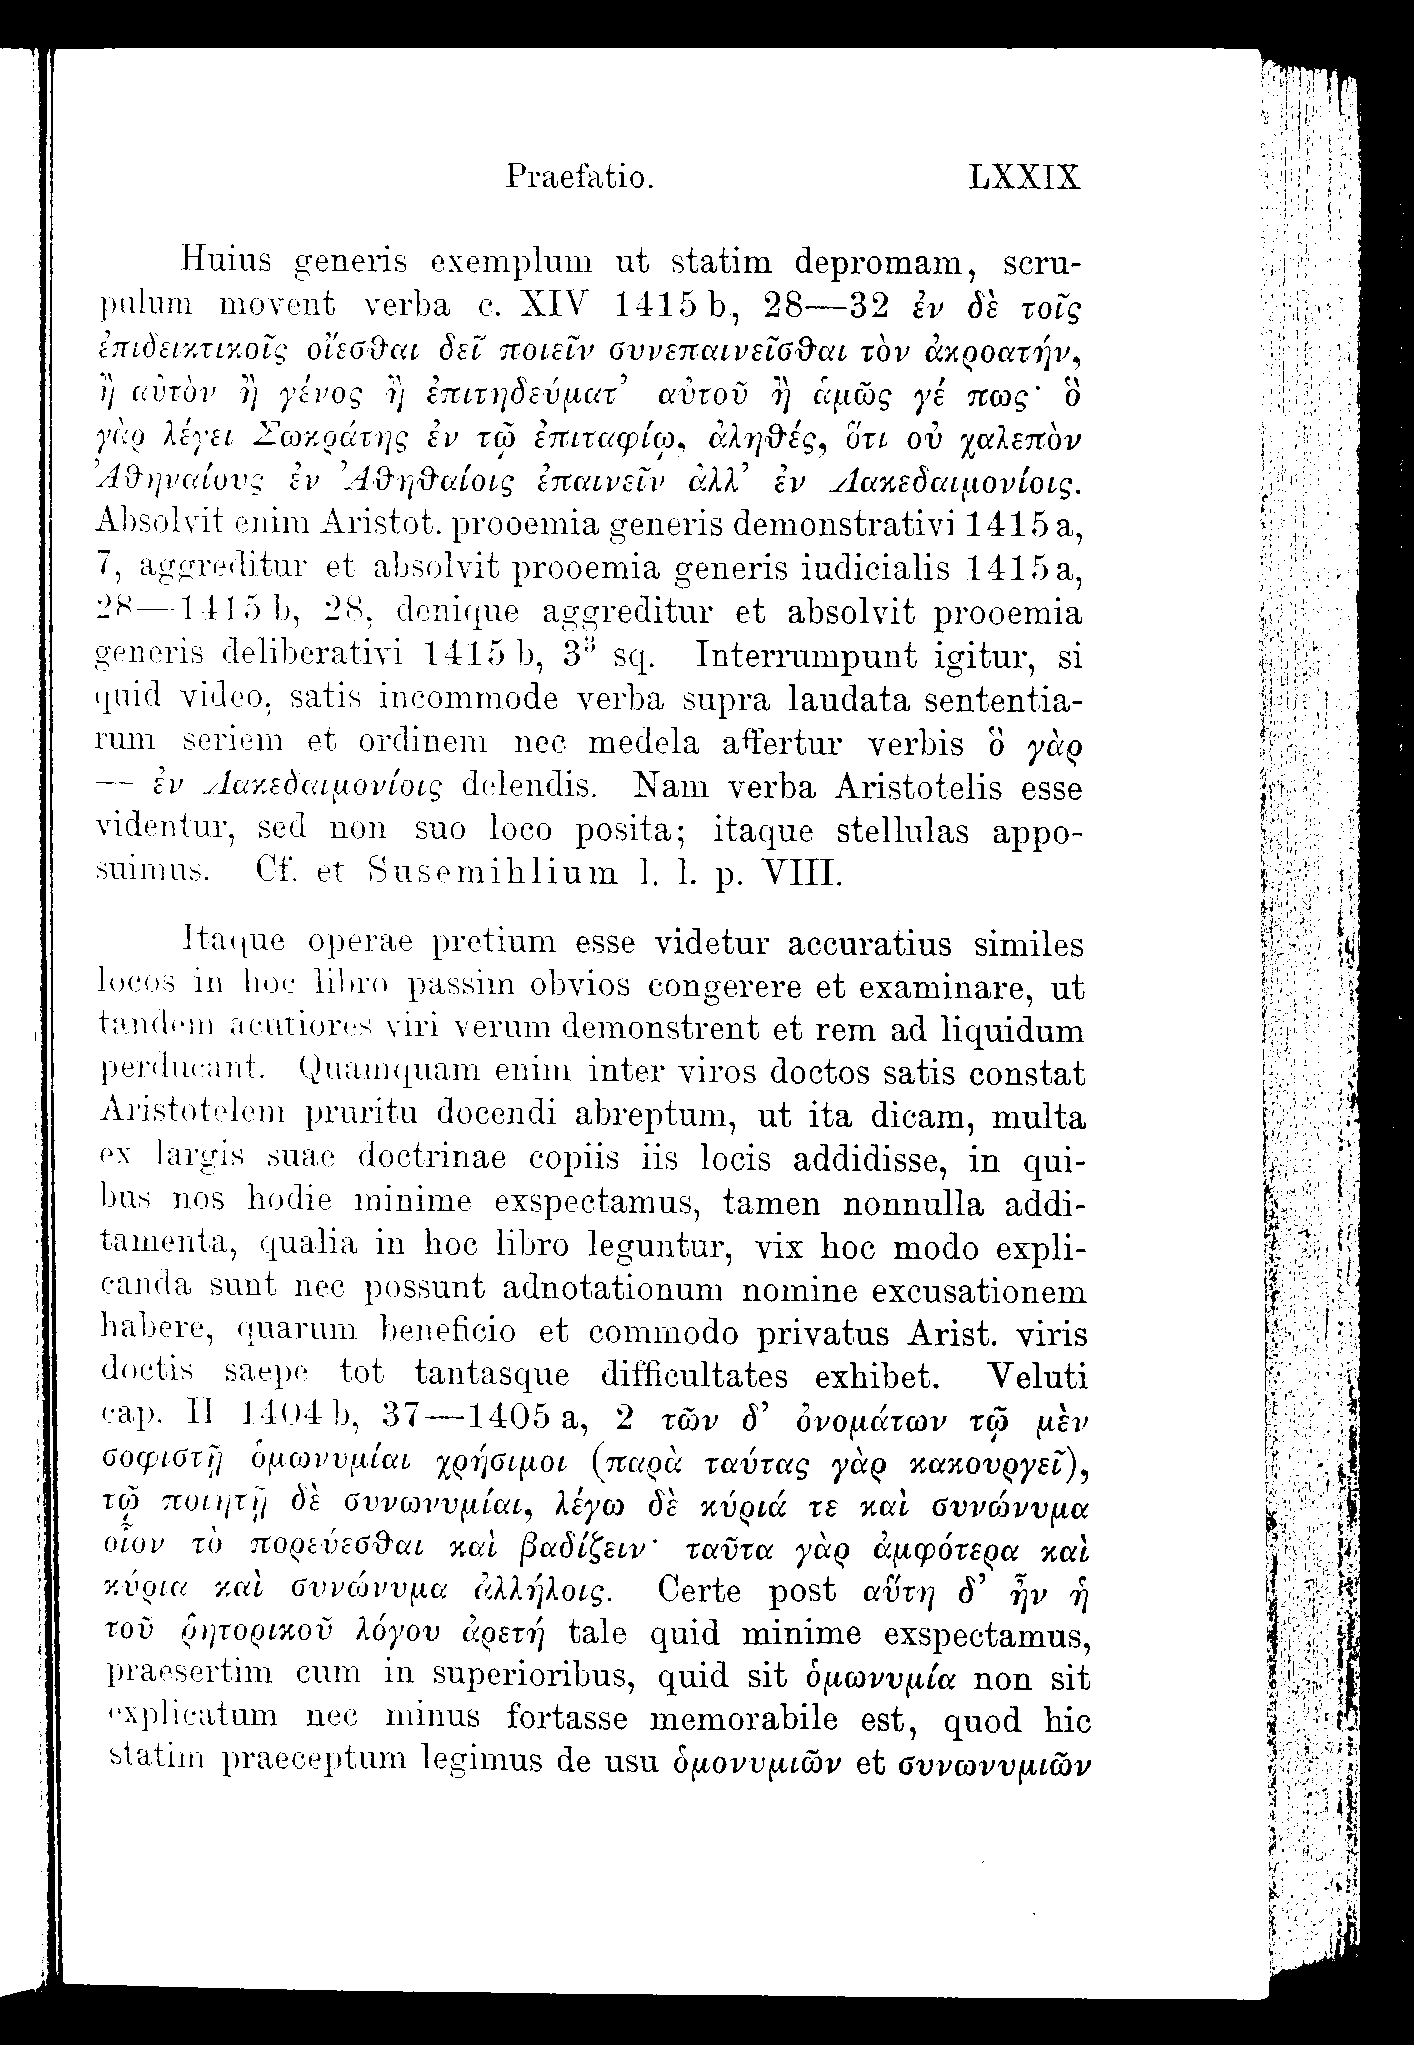 Praefatio. LXXIX
Huius generis exemplum ut statim depromam, scru-
pulum movent verba c. XIV 1415 b, 28—32 ἐν δὲ τοῖς
ἐπιδεικτικοῖς οἴεσθαι δεῖ ποιεῖν συνεπαινεῖσθαι τὸν ἀκροατήν,
ἢ αὐτὸν ἢ γένος ἢ ἐπιτηδεύματ’ αὐτοῦ ἢ ἁμῶς γέ πως· ὃ
γὰρ λέγει Σωκράτης ἐν τῷ ἐπιταφίῳ, ἀληθές, ὅτι οὐ χαλεπὸν
Ἀθηναίους ἐν Ἀθηθαίοις ἐπαινεῖν ἀλλ’ ἐν Λακεδαιμονίοις.
Absolvit enim Aristot. prooemia generis demonstrativi 1415 a,
7, aggreditur et absolvit prooemia generis iudicialis 1415 a,
28—1415 b, 28, denique aggreditur et absolvit prooemia
generis deliberativi 1415 b, 33 sq. Interrumpunt igitur, si
quid video, satis incommode verba supra laudata sententia-
rum seriem et ordinem nec medela affertur verbis ὃ γὰρ
— ἐν Λακεδαιμονίοις delendis. Nam verba Aristotelis esse
videntur, sed non suo loco posita; itaque stellulas appo-
suimus. Cf. et Susemihlium l. l. p. VIII.
Itaque operae pretium esse videtur accuratius similes
locos in hoc libro passim obvios congerere et examinare, ut
tandem acutiores viri verum demonstrent et rem ad liquidum
perducant. Quamquam enim inter viros doctos satis constat
Aristotelem pruritu docendi abreptum, ut ita dicam, multa
ex largis suae doctrinae copiis iis locis addidisse, in qui-
bus nos hodie minime exspectamus, tamen nonnulla addi-
tamenta, qualia in hoc libro leguntur, vix hoc modo expli-
canda sunt nec possunt adnotationum nomine excusationem
habere, quarum beneficio et commodo privatus Arist. viris
doctis saepe tot tantasque difficultates exhibet. Veluti
cap. II 1404 b, 37—1405 a, 2 τῶν δ’ ὀνομάτων τῷ μὲν
σοφιστῇ ὁμωνυμίαι χρήσιμοι (παρὰ ταύτας γὰρ κακουργεῖ),
τῷ ποιητῇ δὲ συνωνυμίαι, λέγω δὲ κύριά τε καὶ συνώνυμα
οἷον τὸ πορεύεσθαι καὶ βαδίζειν· ταῦτα γὰρ ἀμφότερα καὶ
κύρια καὶ συνώνυμα ἀλλήλοις. Certe post αὕτη δ’ ἦν ἡ
τοῦ ῥητορικοῦ λόγου ἀρετή tale quid minime exspectamus,
praesertim cum in superioribus, quid sit ὁμωνυμία non sit
explicatum nec minus fortasse memorabile est, quod hic
statim praeceptum legimus de usu ὁμονυμιῶν et συνωνυμιῶν